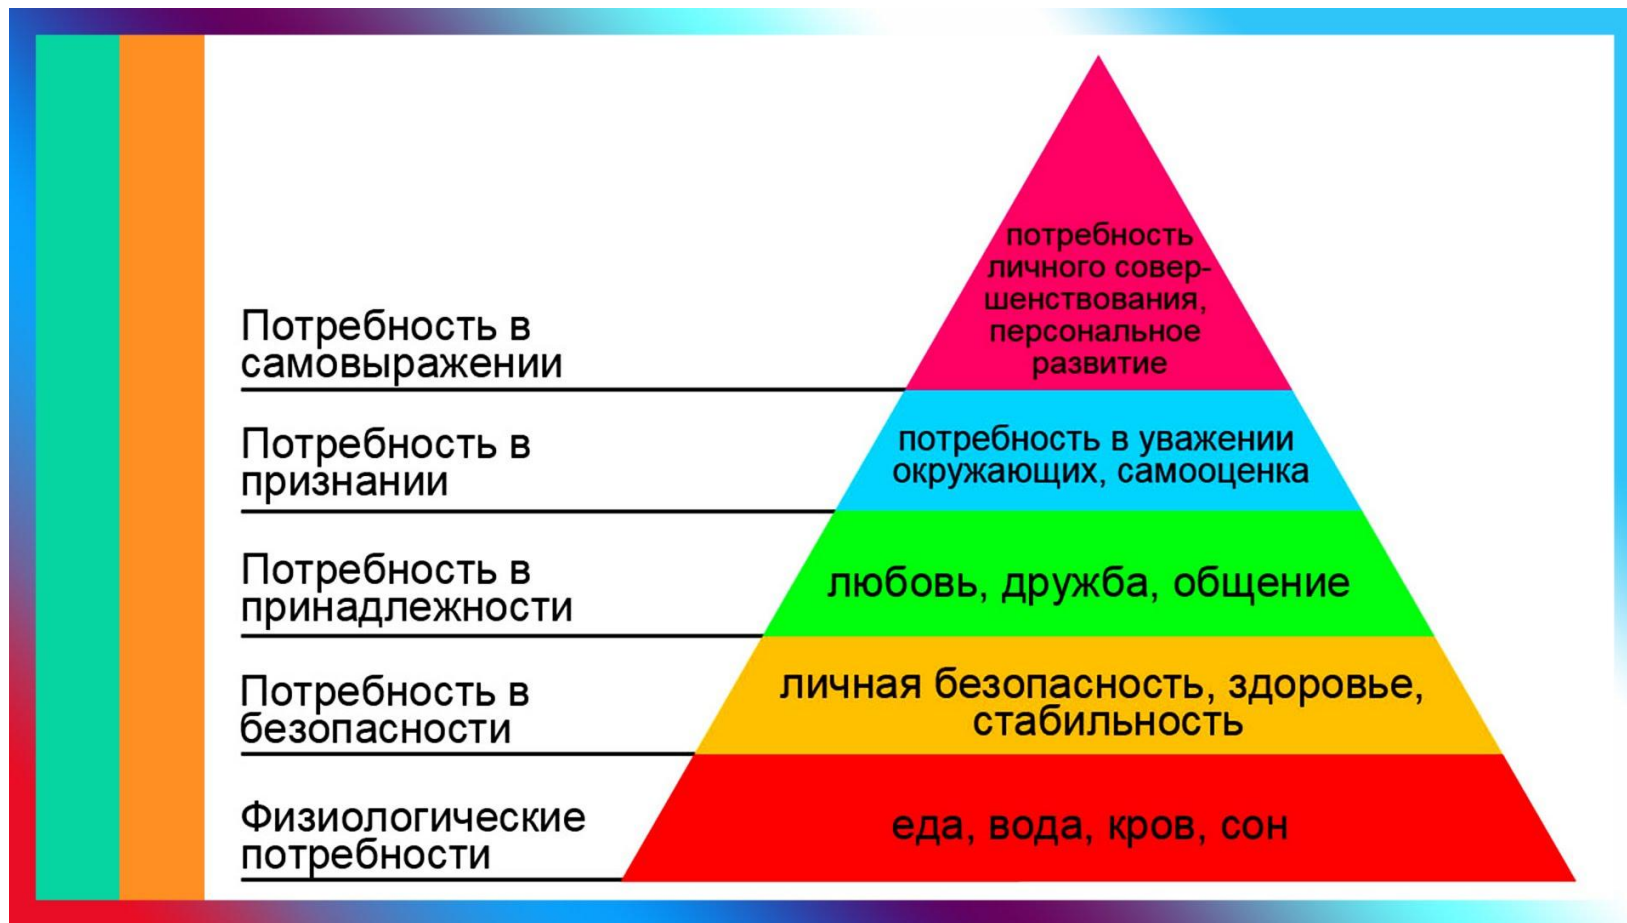 потребность
личного совер-
шенствования,
персональное
развитие
Потребность в
самовыражении
потребность в уважении
окружающих, самооценка
Потребность в
признании
любовь, дружба, общение
Потребность в
принадлежности
личная безопасность, здоровье,
стабильность
Потребность в
безопасности
еда, вода, кров, сон
Физиологические
потребности